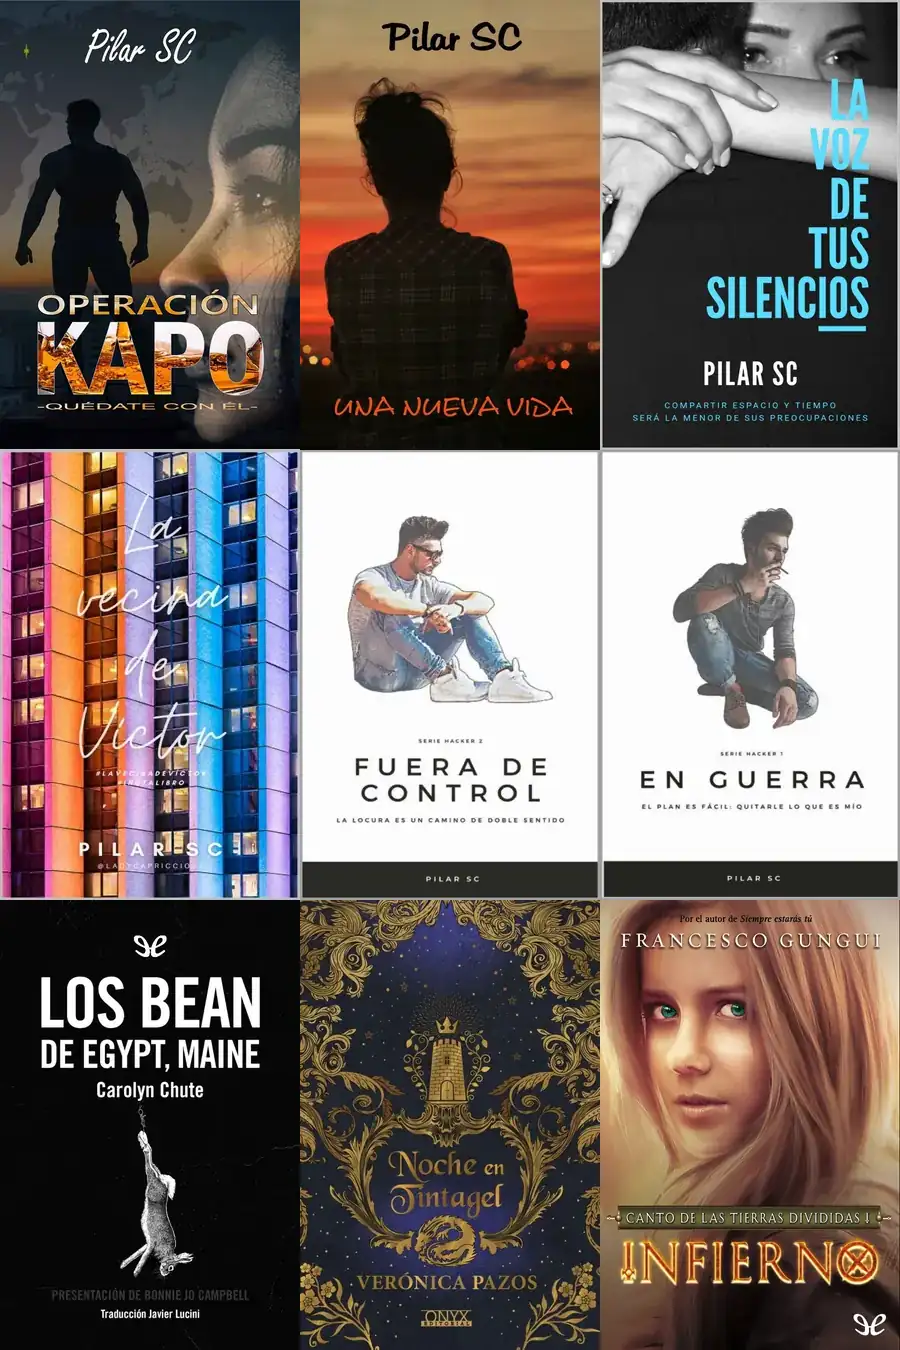 Pilar SC
OPERACIÓN
KAPO
-QUÉDATE CON ÉL-
Pilar SC
UNA NUEVA VIDA
LA
VOZ
DE
TUS
SILENCIOS
PILAR SC
COMPARTIR ESPACIO Y TIEMPO
SERÁ LA MENOR DE SUS PREOCUPACIONES
La
vecina
de
Víctor
#LAVECINADEVICTOR
PILAR SC
SERIE HACKER 2
FUERA DE
CONTROL
LA LOCURA ES UN CAMINO DE DOBLE SENTIDO
PILAR SC
SERIE HACKER 1
EN GUERRA
EL PLAN ES FÁCIL: QUITARLE LO QUE ES MÍO
PILAR SC
LOS BEAN
DE EGYPT, MAINE
Carolyn Chute
PRESENTACIÓN DE BONNIE JO CAMPBELL
Traducción Javier Lucini
Noche en
Tintagel
VERÓNICA PAZOS
ONYX
EDITORIAL
Por el autor de Siempre estarás tú
FRANCESCO GUNGUI
CANTO DE LAS TIERRAS DIVIDIDAS I
INFIERNO